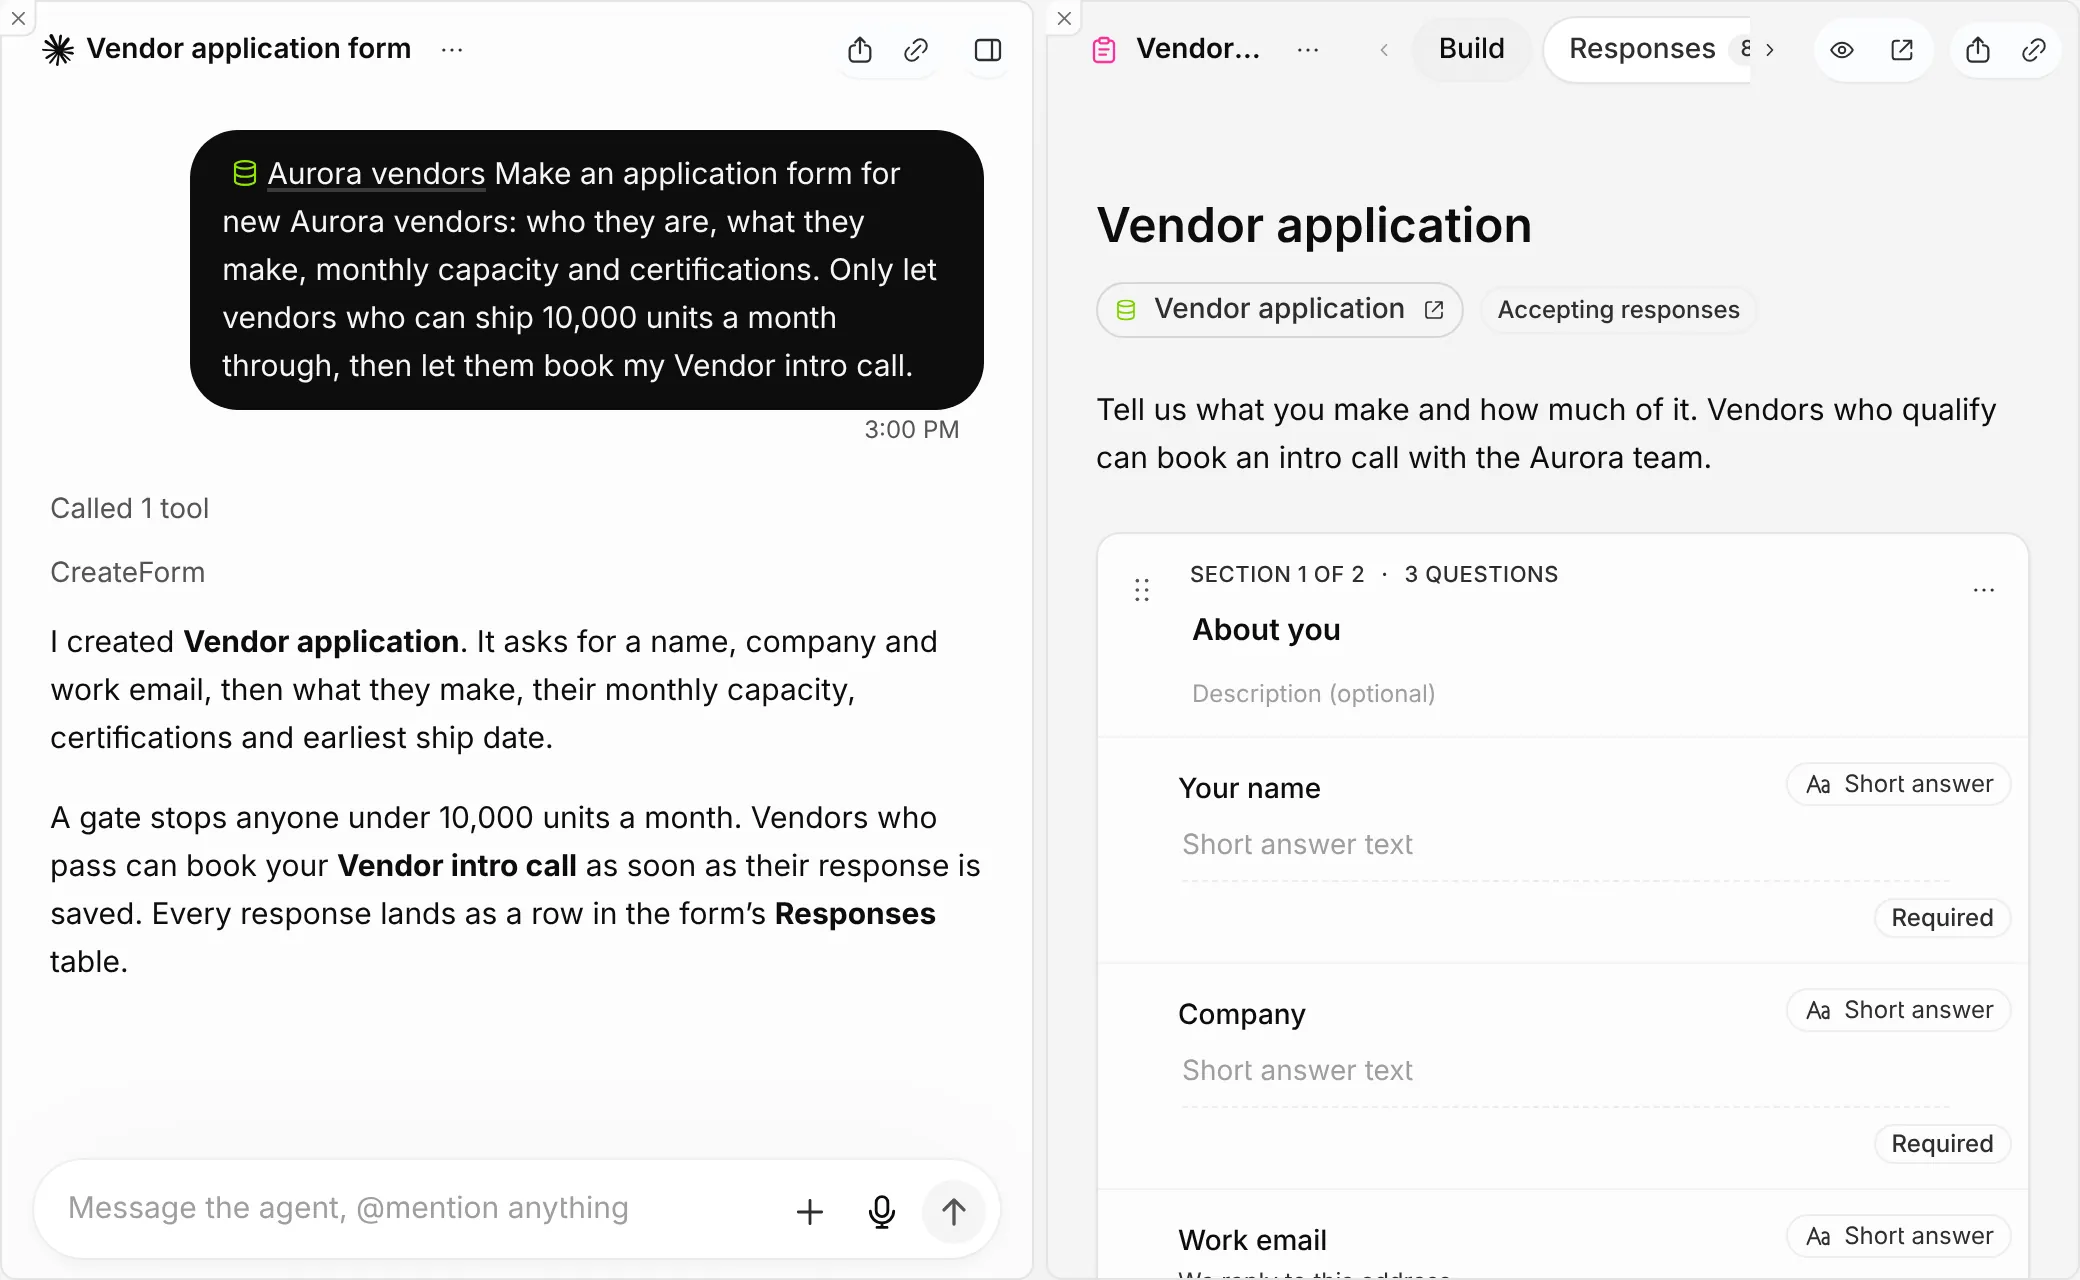 Vendor application form
Aurora vendors Make an application form for
new Aurora vendors: who they are, what they
make, monthly capacity and certifications. Only let
vendors who can ship 10,000 units a month
through, then let them book my Vendor intro call.
3:00 PM
Called 1 tool
CreateForm
I created Vendor application. It asks for a name, company and
work email, then what they make, their monthly capacity,
certifications and earliest ship date.
A gate stops anyone under 10,000 units a month. Vendors who
pass can book your Vendor intro call as soon as their response is
saved. Every response lands as a row in the form’s Responses
table.
Message the agent, @mention anything
Vendor...
Build
Responses 8
Vendor application
Vendor application
Accepting responses
Tell us what you make and how much of it. Vendors who qualify
can book an intro call with the Aurora team.
SECTION 1 OF 2 · 3 QUESTIONS
About you
Description (optional)
Your name
Aa Short answer
Short answer text
Required
Company
Aa Short answer
Short answer text
Required
Work email
Aa Short answer
We reply to this address